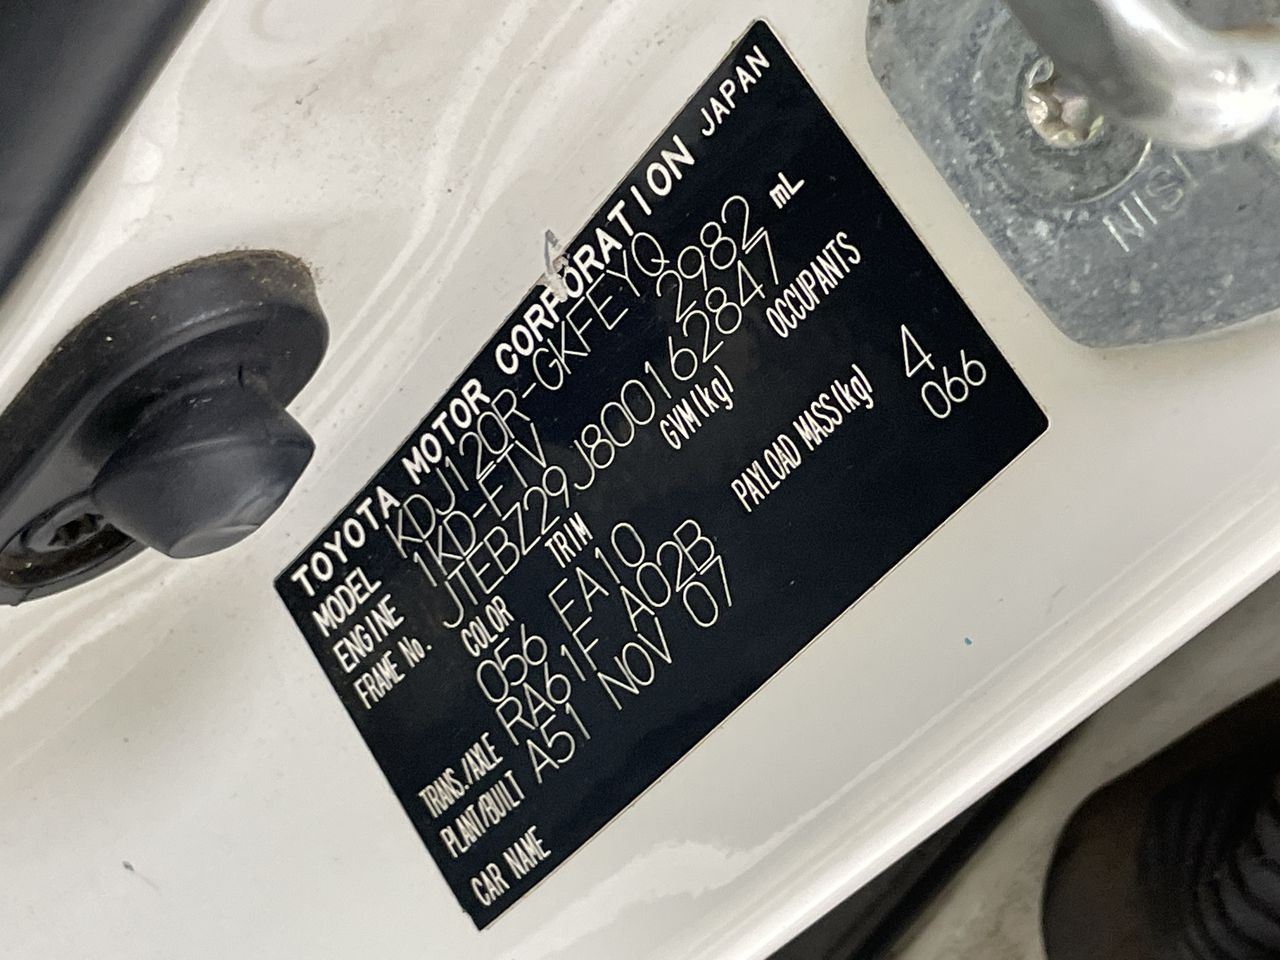 TOYOTA MOTOR CORPORATION JAPAN
MODEL KDJ120R-GKFEYQ
ENGINE 1KD-FTV 2982 mL
FRAME No. JTEBZ29J800162847
COLOR TRIM GVM(kg) OCCUPANTS
056 FA10
TRANS./AXLE RA61F A02B PAYLOAD MASS(kg) 4
PLANT/BUILT A51 NOV 07 066
CAR NAME
NISI